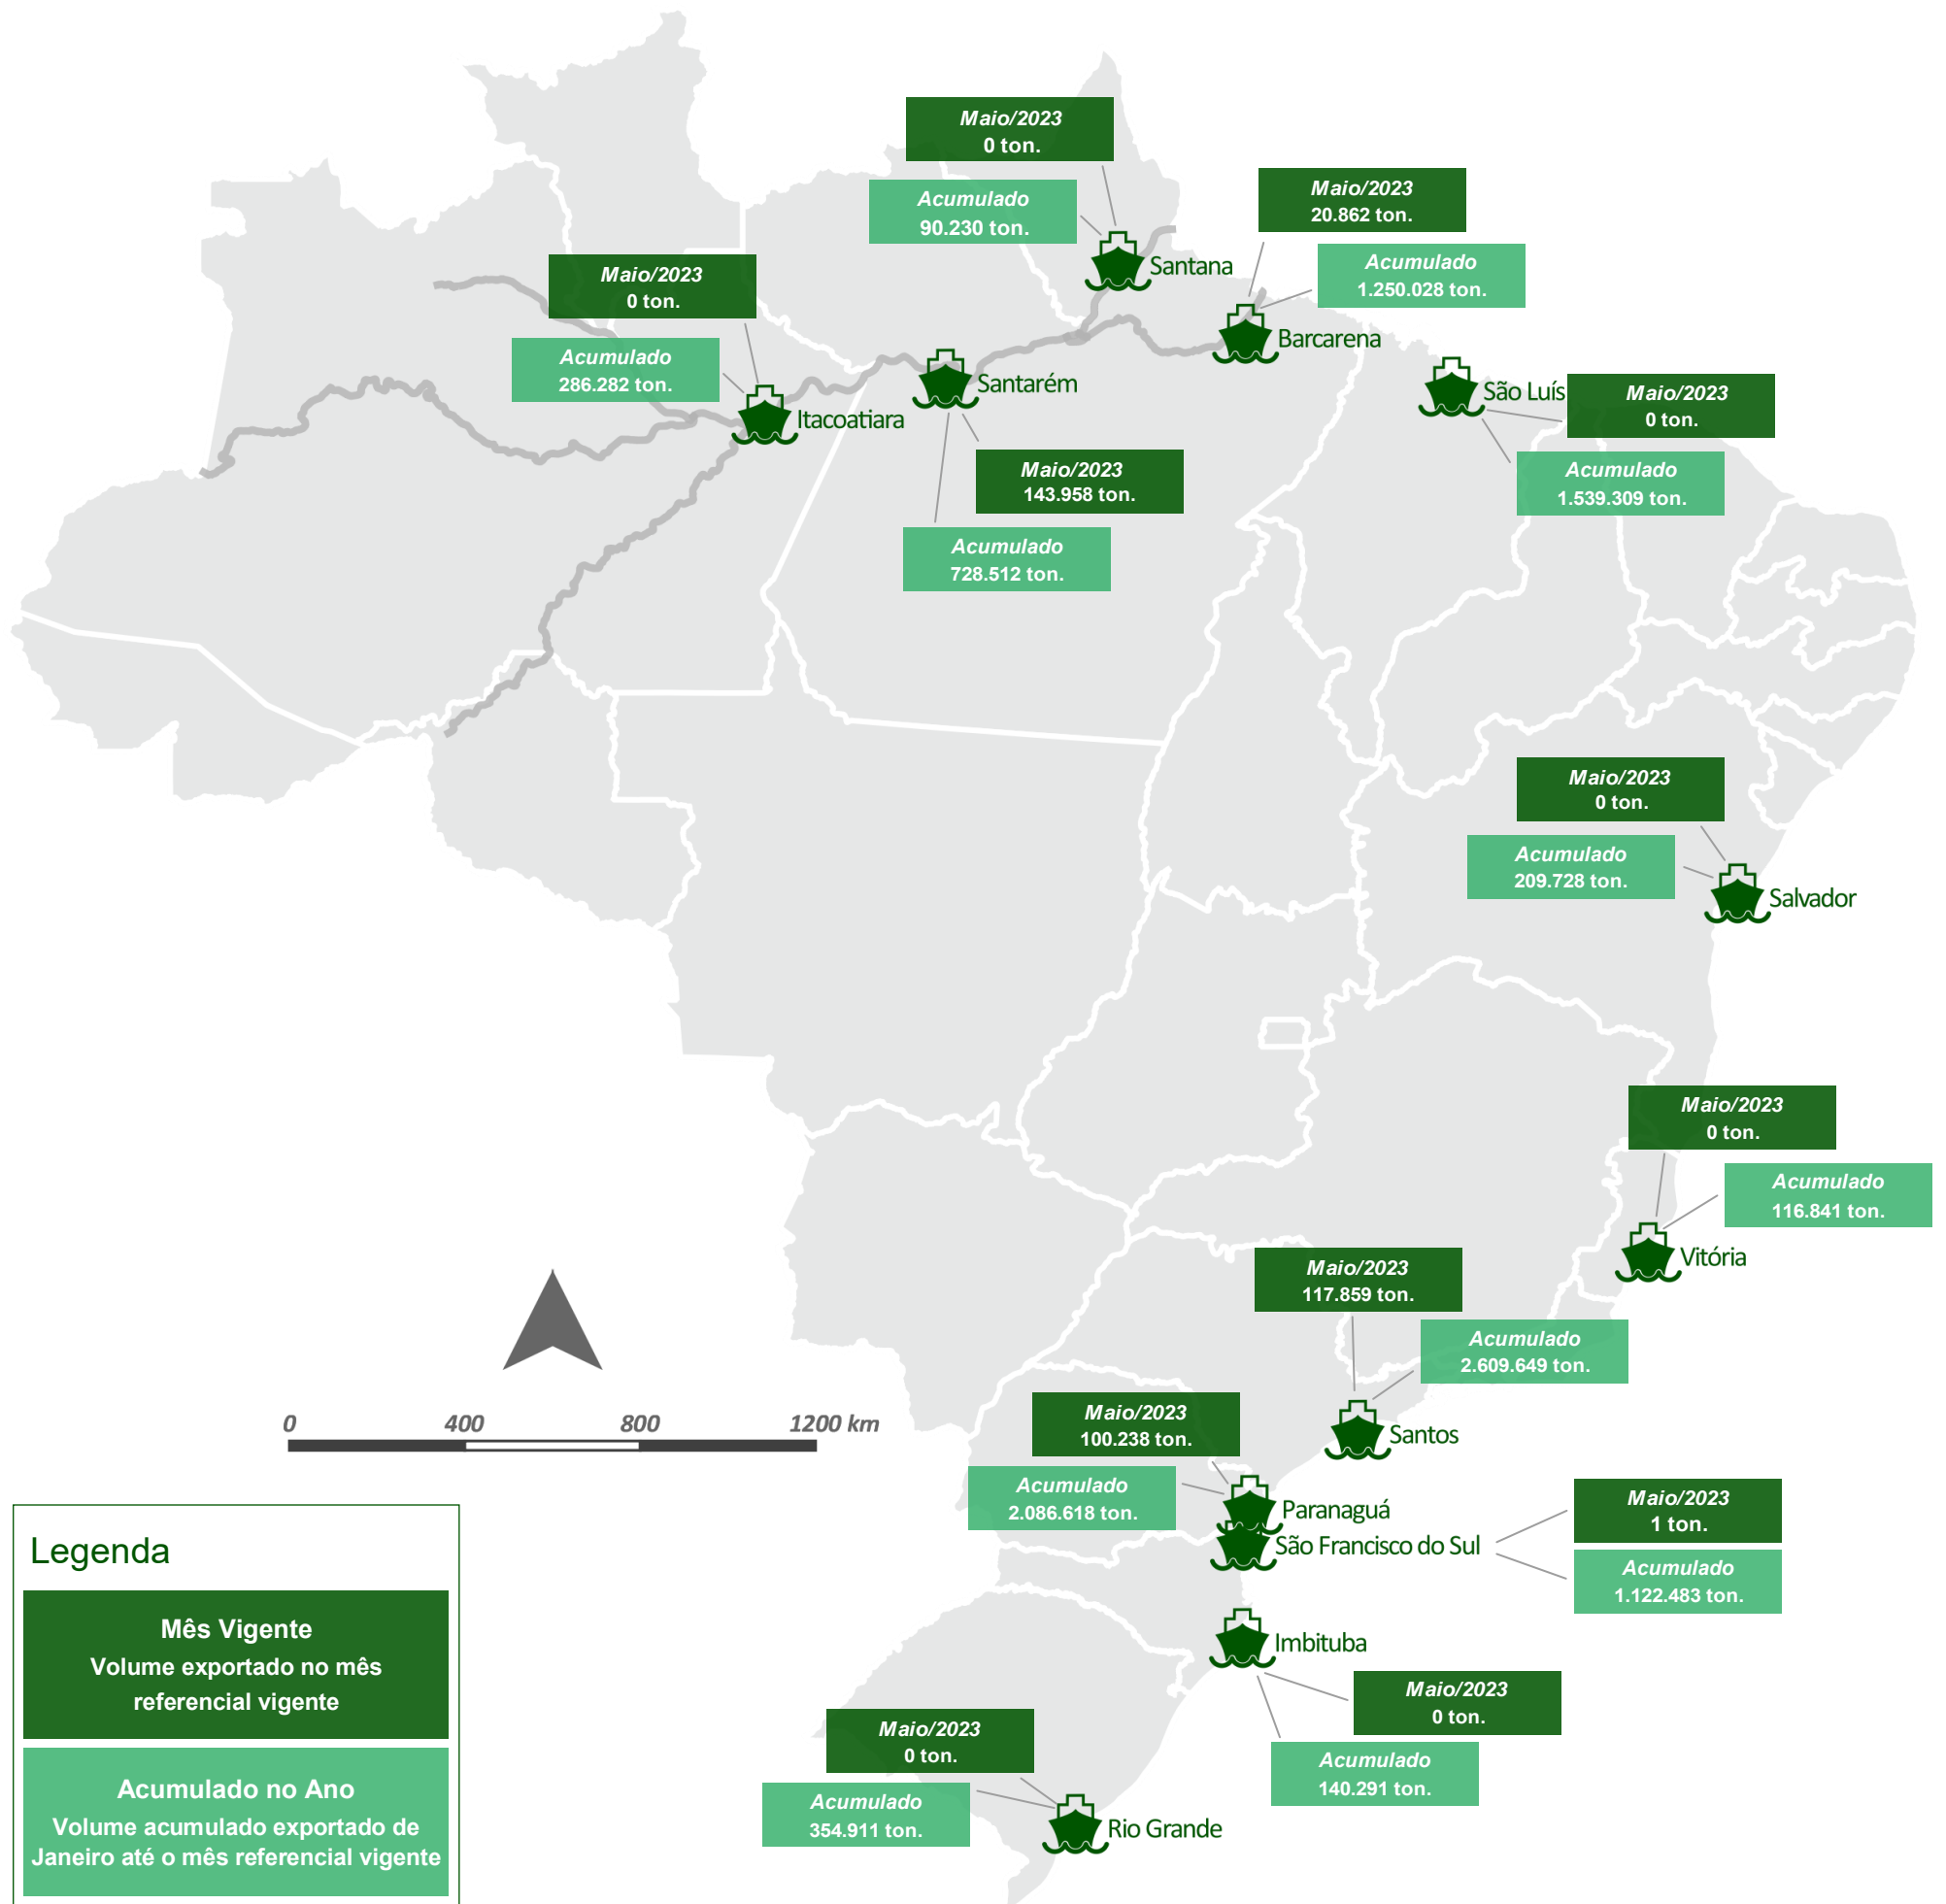 Maio/2023
0 ton.
Acumulado
90.230 ton.
Santana
Maio/2023
20.862 ton.
Acumulado
1.250.028 ton.
Barcarena
Maio/2023
0 ton.
Acumulado
286.282 ton.
Itacoatiara
Santarém
Maio/2023
143.958 ton.
Acumulado
728.512 ton.
São Luís
Maio/2023
0 ton.
Acumulado
1.539.309 ton.
Maio/2023
0 ton.
Acumulado
209.728 ton.
Salvador
Maio/2023
0 ton.
Acumulado
116.841 ton.
Vitória
Maio/2023
117.859 ton.
Acumulado
2.609.649 ton.
Santos
Maio/2023
100.238 ton.
Acumulado
2.086.618 ton.
Paranaguá
São Francisco do Sul
Maio/2023
1 ton.
Acumulado
1.122.483 ton.
Imbituba
Maio/2023
0 ton.
Acumulado
140.291 ton.
Maio/2023
0 ton.
Acumulado
354.911 ton.
Rio Grande
0 400 800 1200 km
Legenda
Mês Vigente
Volume exportado no mês
referencial vigente
Acumulado no Ano
Volume acumulado exportado de
Janeiro até o mês referencial vigente